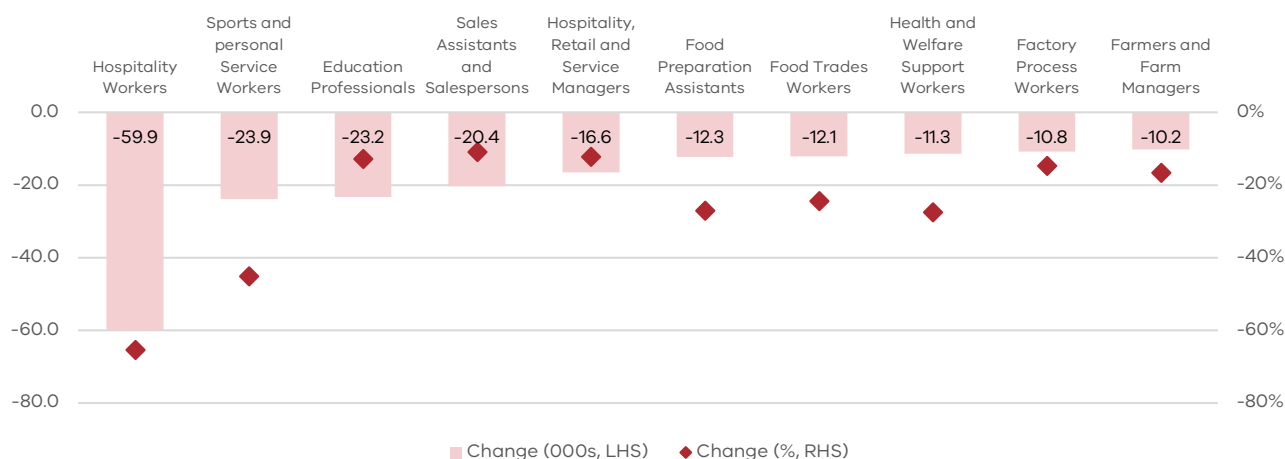 Hospitality
Workers
Sports and
personal
Service
Workers
Education
Professionals
Sales
Assistants
and
Salespersons
Hospitality,
Retail and
Service
Managers
Food
Preparation
Assistants
Food Trades
Workers
Health and
Welfare
Support
Workers
Factory
Process
Workers
Farmers and
Farm
Managers
0.0
-20.0
-40.0
-60.0
-80.0
-59.9
-23.9
-23.2
-20.4
-16.6
-12.3
-12.1
-11.3
-10.8
-10.2
0%
-20%
-40%
-60%
-80%
Change (000s, LHS)
Change (%, RHS)